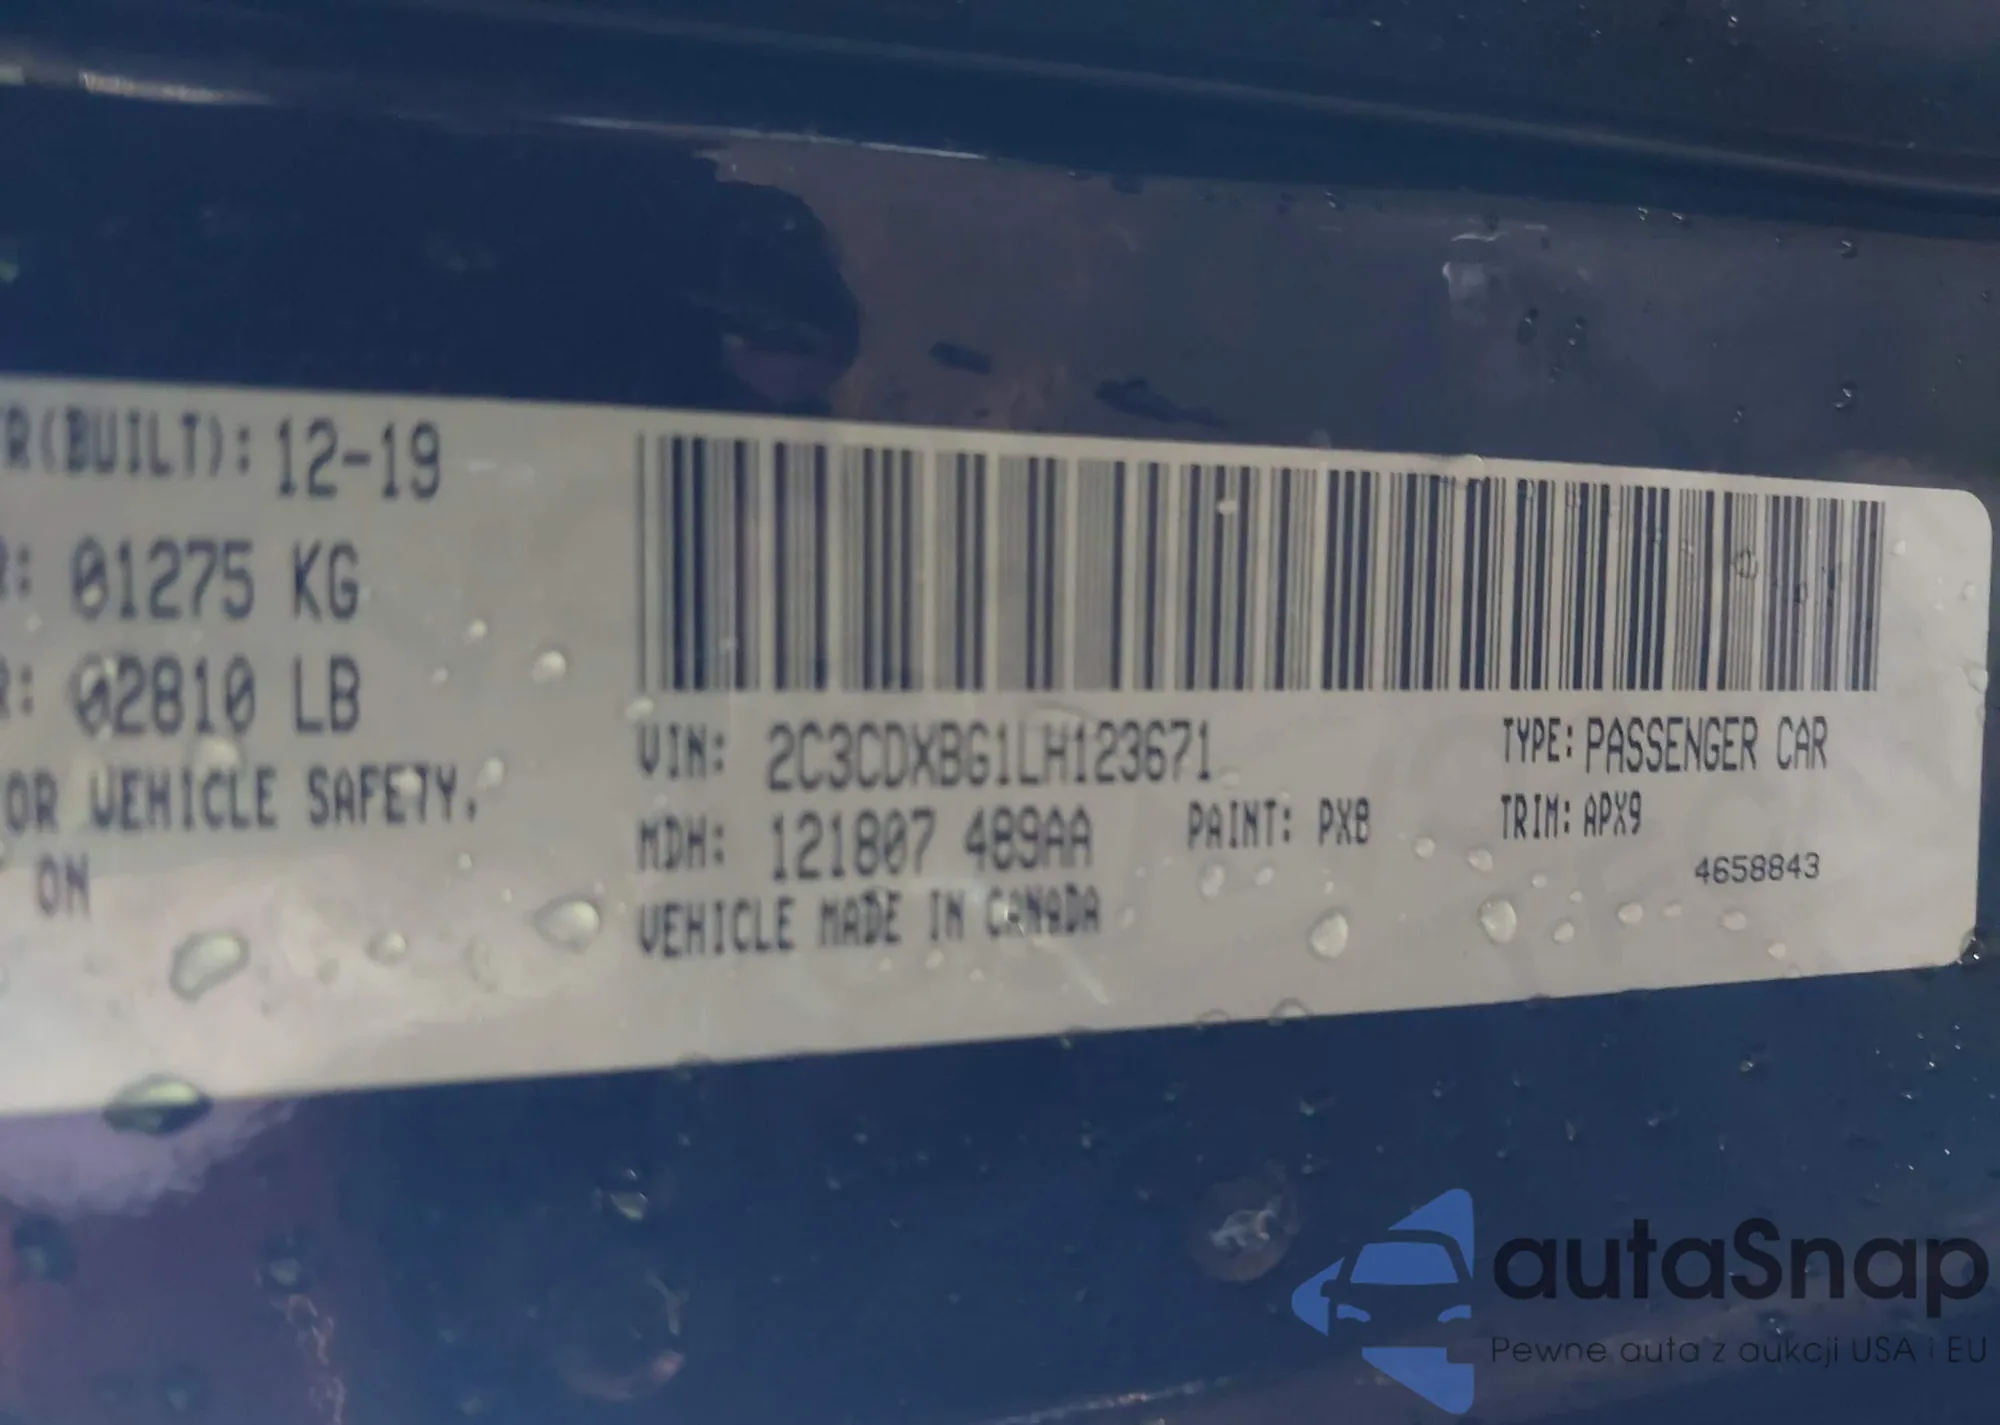 R(BUILT): 12-19
: 01275 KG
: 02810 LB
OR VEHICLE SAFETY.
ON
VIN: 2C3CDXBG1LH123671
TYPE: PASSENGER CAR
MDH: 121807 489AA
PAINT: PXB
TRIM: APX9
VEHICLE MADE IN CANADA
4658843
autaSnap
Pewne auta z aukcji USA i EU